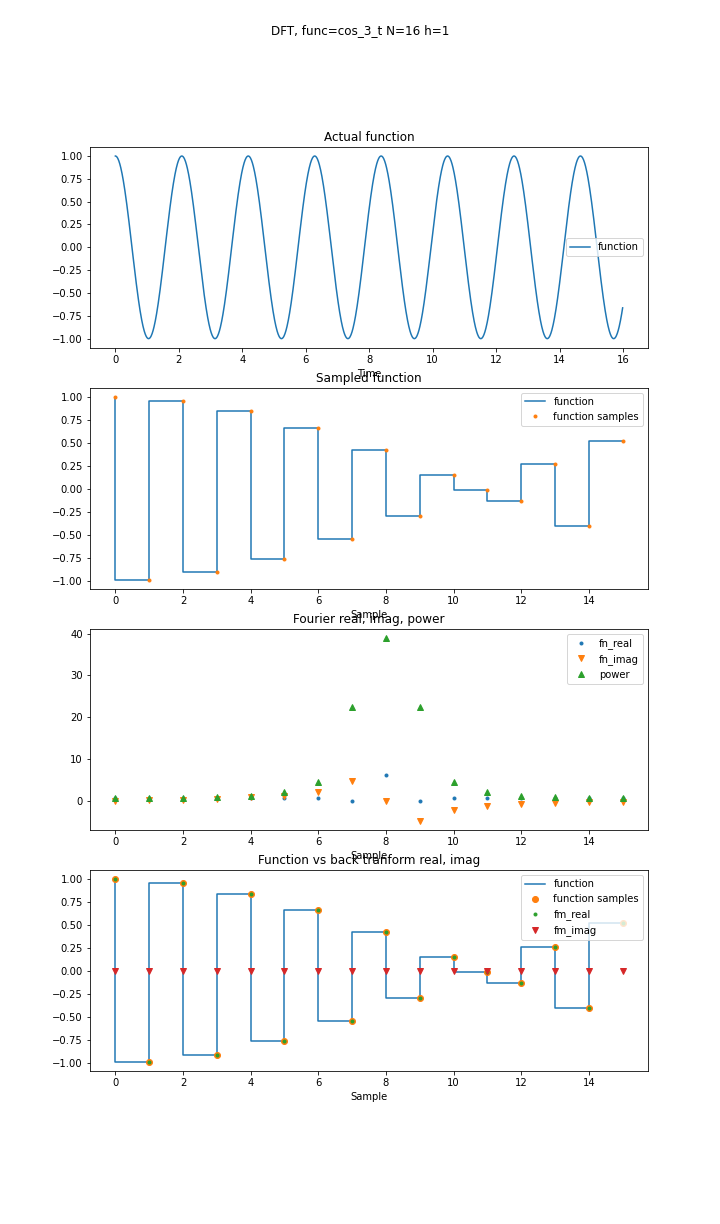 DFT, func=cos_3_t N=16 h=1
Actual function
1.00
0.75
0.50
0.25
0.00
−0.25
−0.50
−0.75
−1.00
function
0 2 4 6 8 10 12 14 16
Time
Sampled function
1.00
0.75
0.50
0.25
0.00
−0.25
−0.50
−0.75
−1.00
function
function samples
0 2 4 6 8 10 12 14
Sample
Fourier real, imag, power
40
30
20
10
0
fn_real
fn_imag
power
0 2 4 6 8 10 12 14
Sample
Function vs back tranform real, imag
1.00
0.75
0.50
0.25
0.00
−0.25
−0.50
−0.75
−1.00
function
function samples
fm_real
fm_imag
0 2 4 6 8 10 12 14
Sample